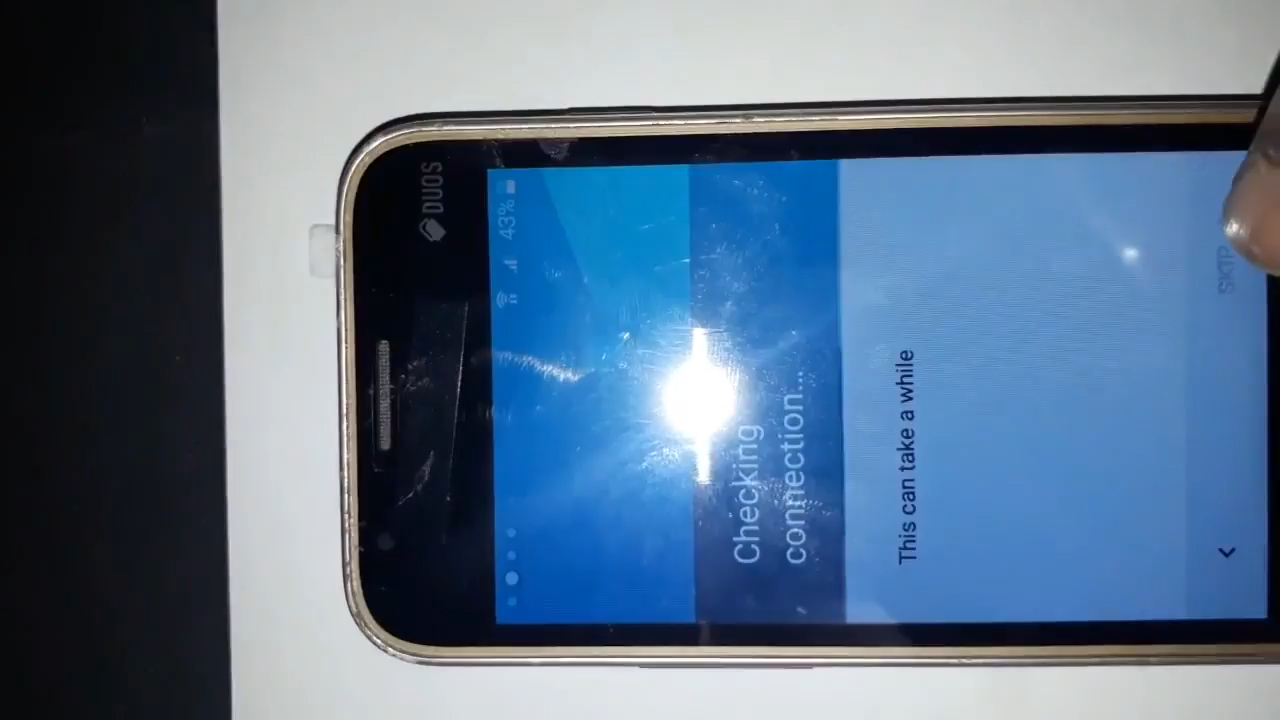 DUOS
43%
Checking
connection...
This can take a while
SKIP